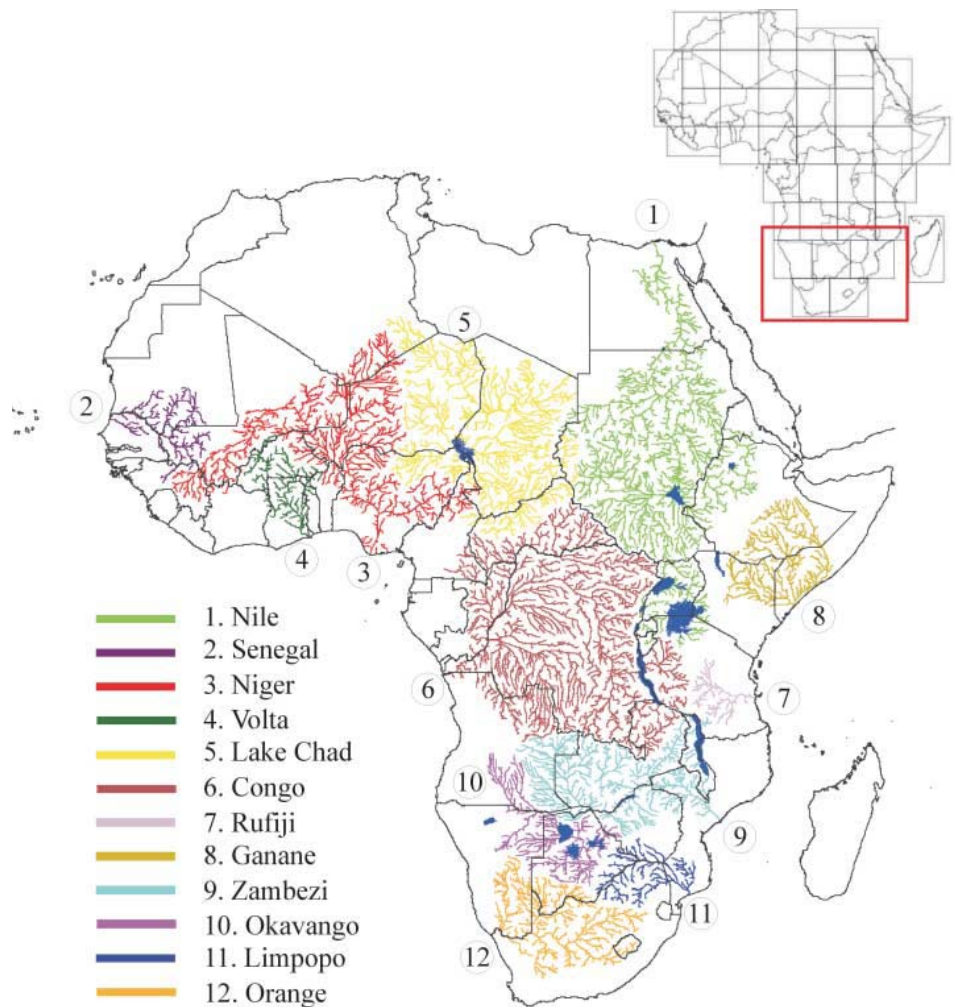 1
5
2
4
3
8
6
7
10
9
11
12
1. Nile
2. Senegal
3. Niger
4. Volta
5. Lake Chad
6. Congo
7. Rufiji
8. Ganane
9. Zambezi
10. Okavango
11. Limpopo
12. Orange